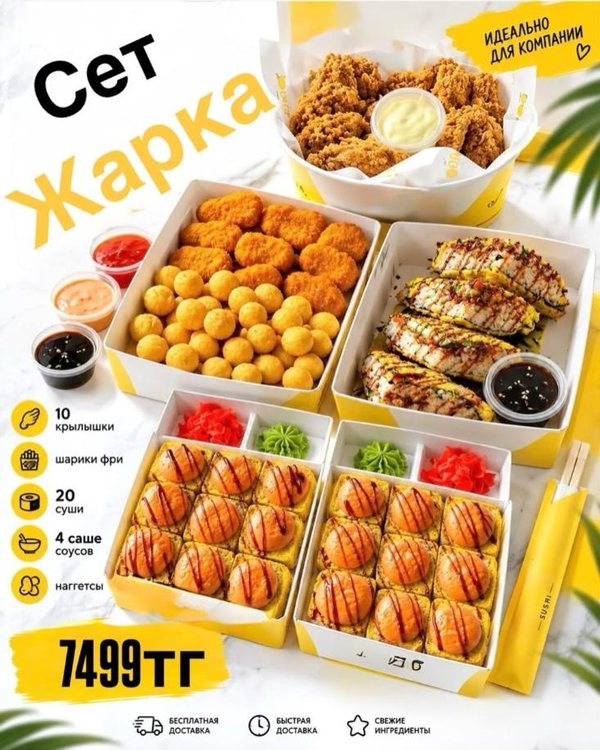 Сет
Жарка
ИДЕАЛЬНО
ДЛЯ КОМПАНИИ
10
крылышки
шарики фри
20
суши
4 саше
соусов
наггетсы
7499тг
SUSHI
БЕСПЛАТНАЯ
ДОСТАВКА
БЫСТРАЯ
ДОСТАВКА
СВЕЖИЕ
ИНГРЕДИЕНТЫ